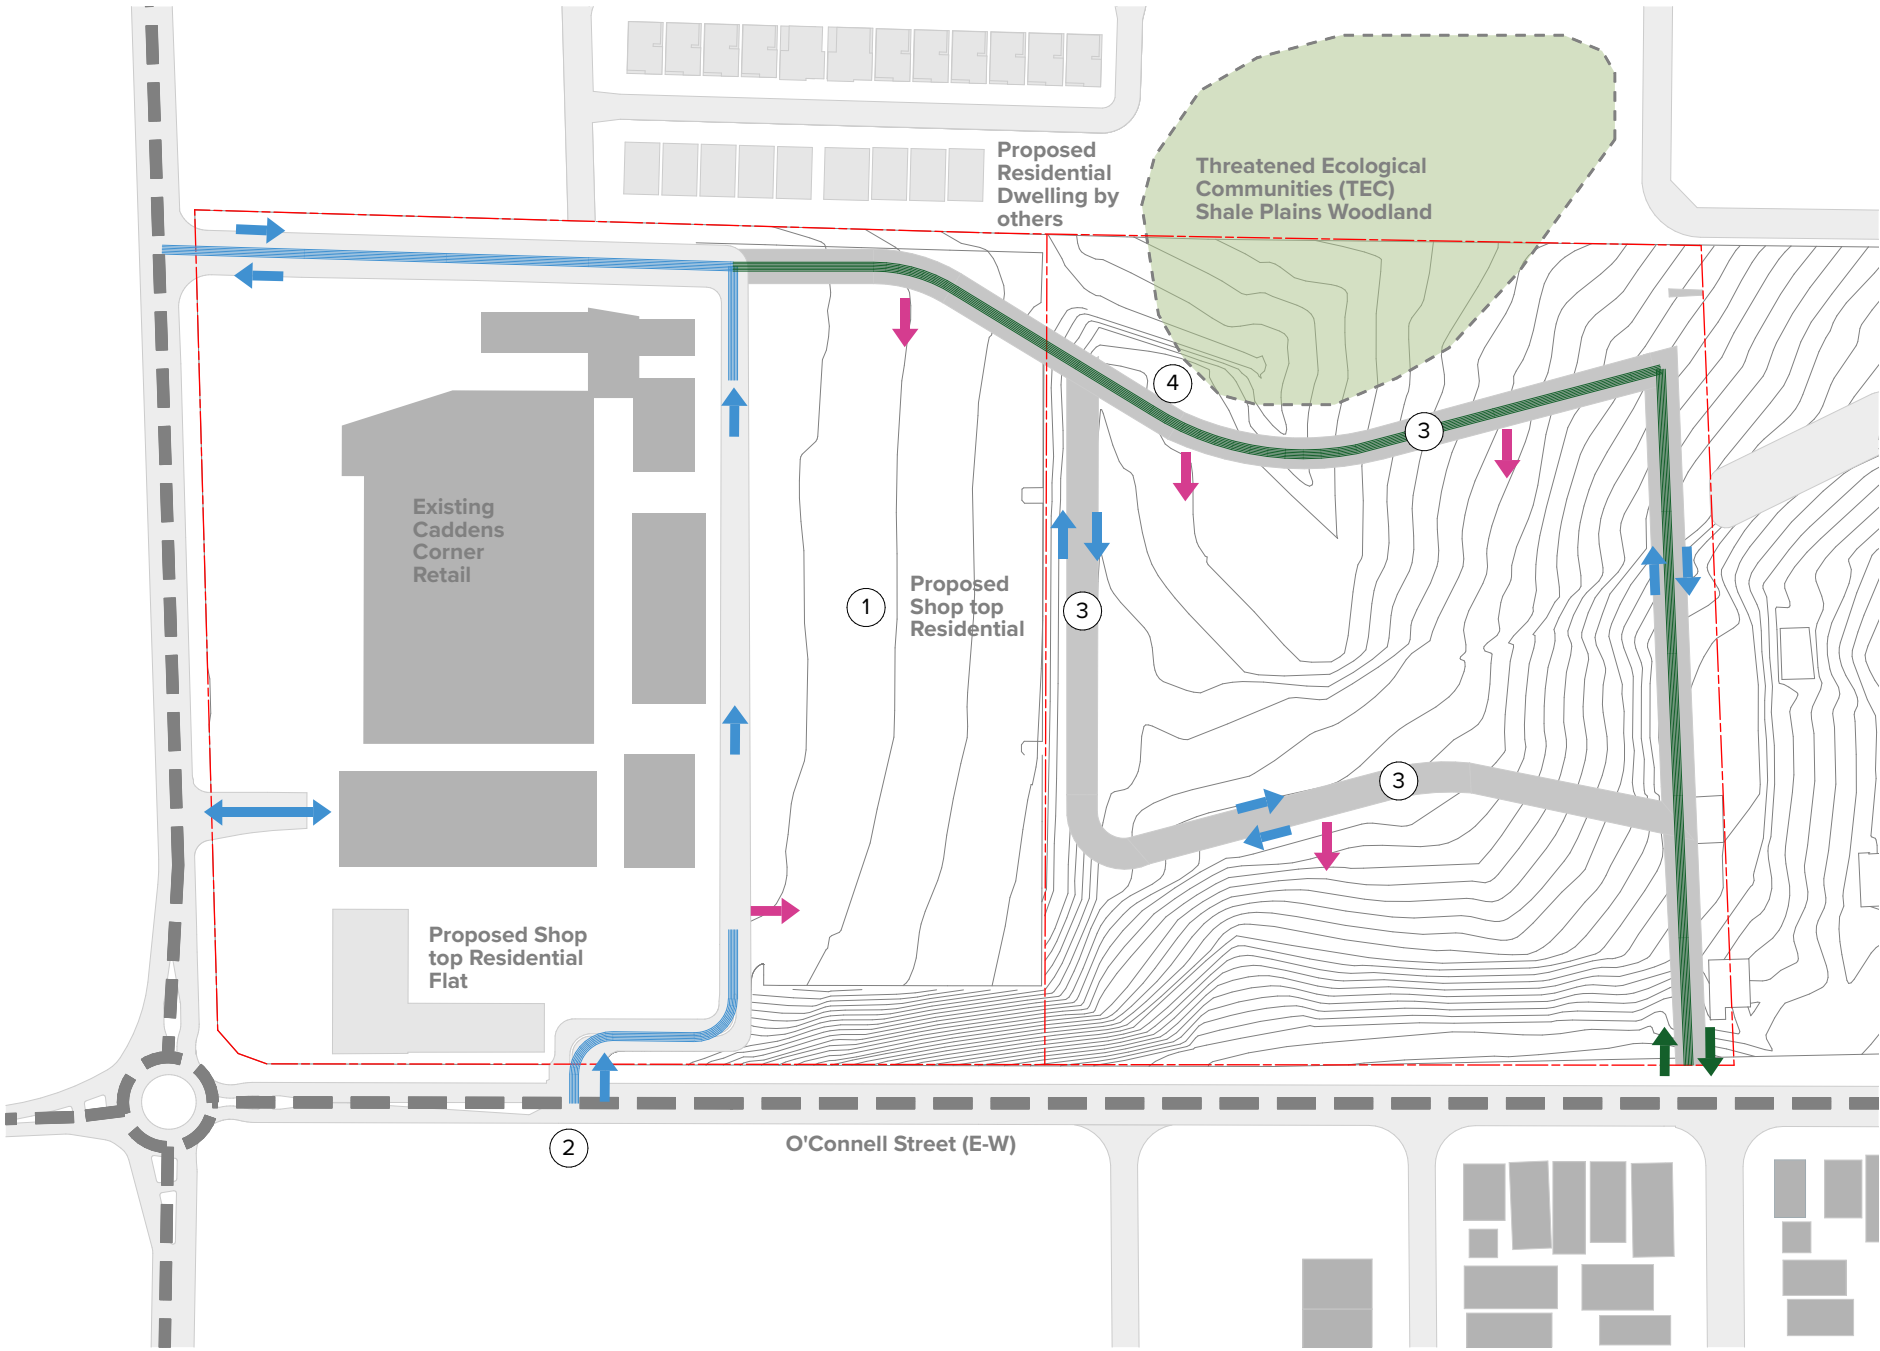 Proposed
Residential
Dwelling by
others
Threatened Ecological
Communities (TEC)
Shale Plains Woodland
4
3
Existing
Caddens
Corner
Retail
1
Proposed
Shop top
Residential
3
3
Proposed Shop
top Residential
Flat
2
O'Connell Street (E-W)